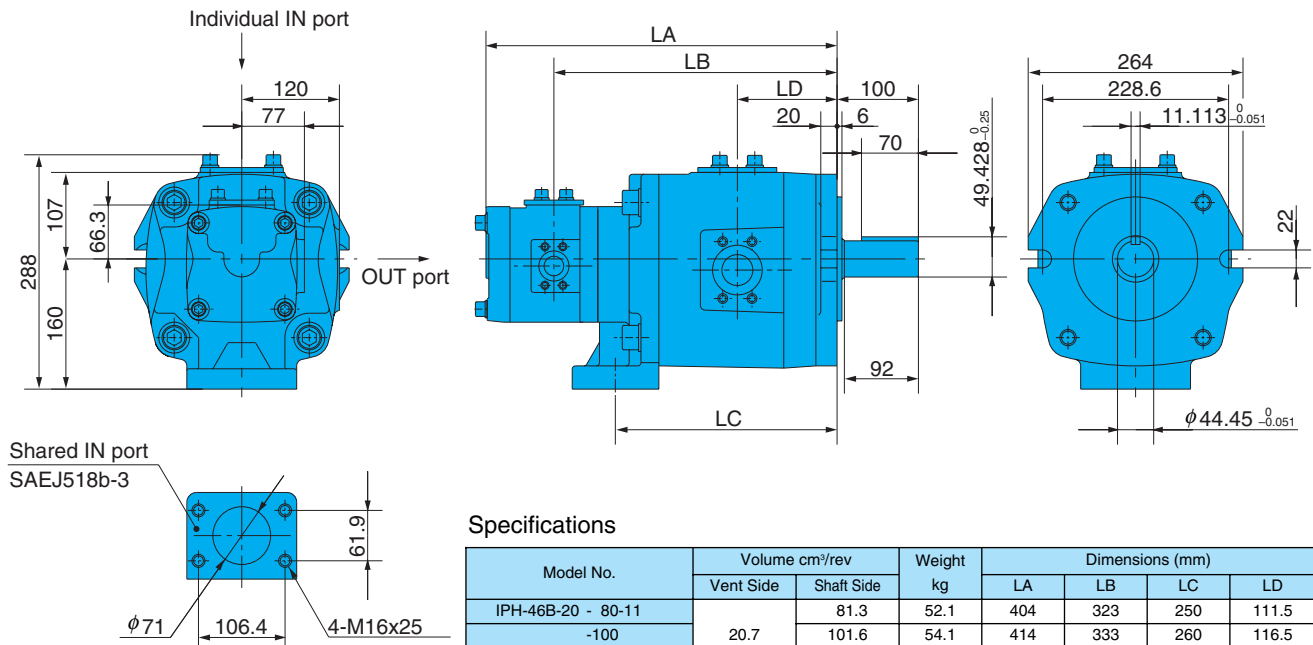 Individual IN port
120
77
288
107
66.3
160
OUT port
LA
LB
LD
100
20
6
70
49.428 0 -0.25
92
LC
264
228.6
11.113 0 -0.051
22
ϕ44.45 0 -0.051
Shared IN port
SAEJ518b-3
61.9
ϕ71
106.4
4-M16x25
Specifications
Model No. Volume cm³/rev Weight kg Dimensions (mm)
Vent Side Shaft Side LA LB LC LD
IPH-46B-20 - 80-11 81.3 52.1 404 323 250 111.5
-100 20.7 101.6 54.1 414 333 260 116.5